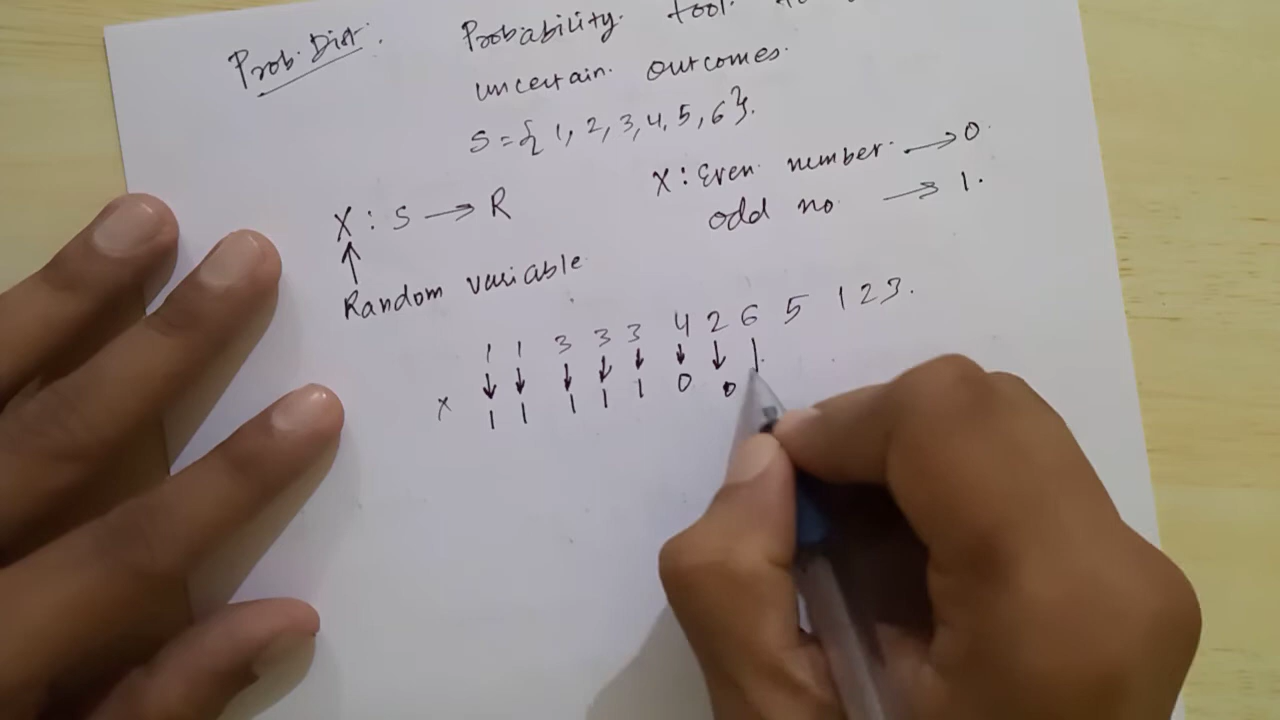 Prob. Dist. Probability. tool.
uncertain. outcomes.
S={ 1, 2, 3, 4, 5, 6 }.
X : Even number. → 0.
odd no. → 1.
X : S → R
Random variable
1 1 3 3 3 4 2 6 5 1 2 3.
X 1 1 1 1 1 0 0